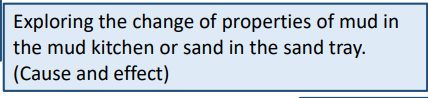 Exploring the change of properties of mud in
the mud kitchen or sand in the sand tray.
(Cause and effect)